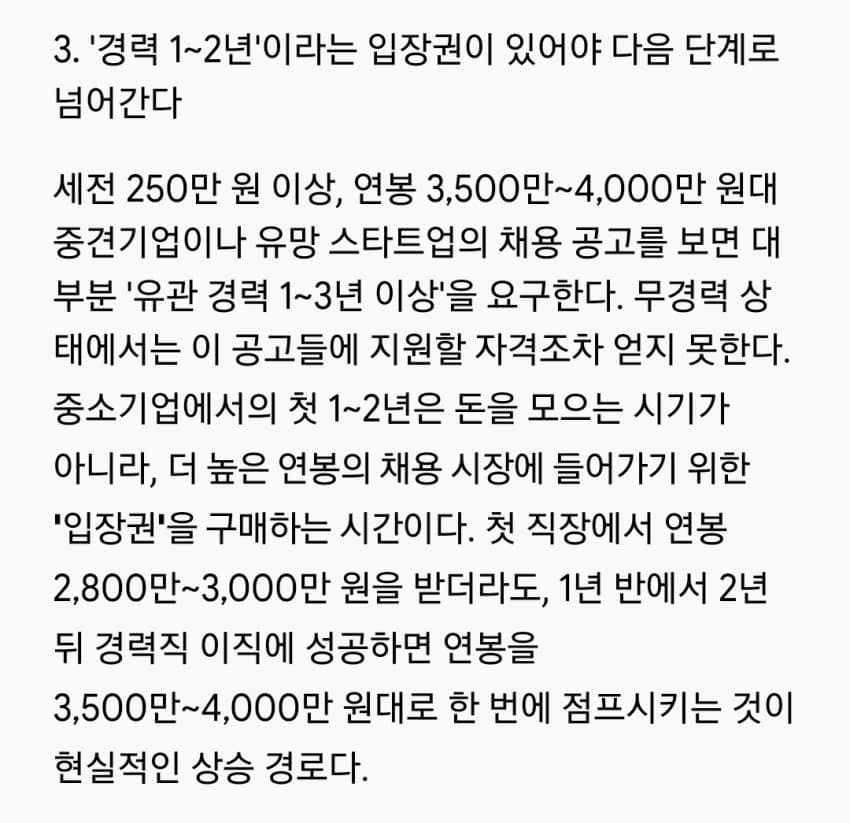 3. '경력 1~2년'이라는 입장권이 있어야 다음 단계로
넘어간다
세전 250만 원 이상, 연봉 3,500만~4,000만 원대
중견기업이나 유망 스타트업의 채용 공고를 보면 대
부분 '유관 경력 1~3년 이상'을 요구한다. 무경력 상
태에서는 이 공고들에 지원할 자격조차 얻지 못한다.
중소기업에서의 첫 1~2년은 돈을 모으는 시기가
아니라, 더 높은 연봉의 채용 시장에 들어가기 위한
'입장권'을 구매하는 시간이다. 첫 직장에서 연봉
2,800만~3,000만 원을 받더라도, 1년 반에서 2년
뒤 경력직 이직에 성공하면 연봉을
3,500만~4,000만 원대로 한 번에 점프시키는 것이
현실적인 상승 경로다.